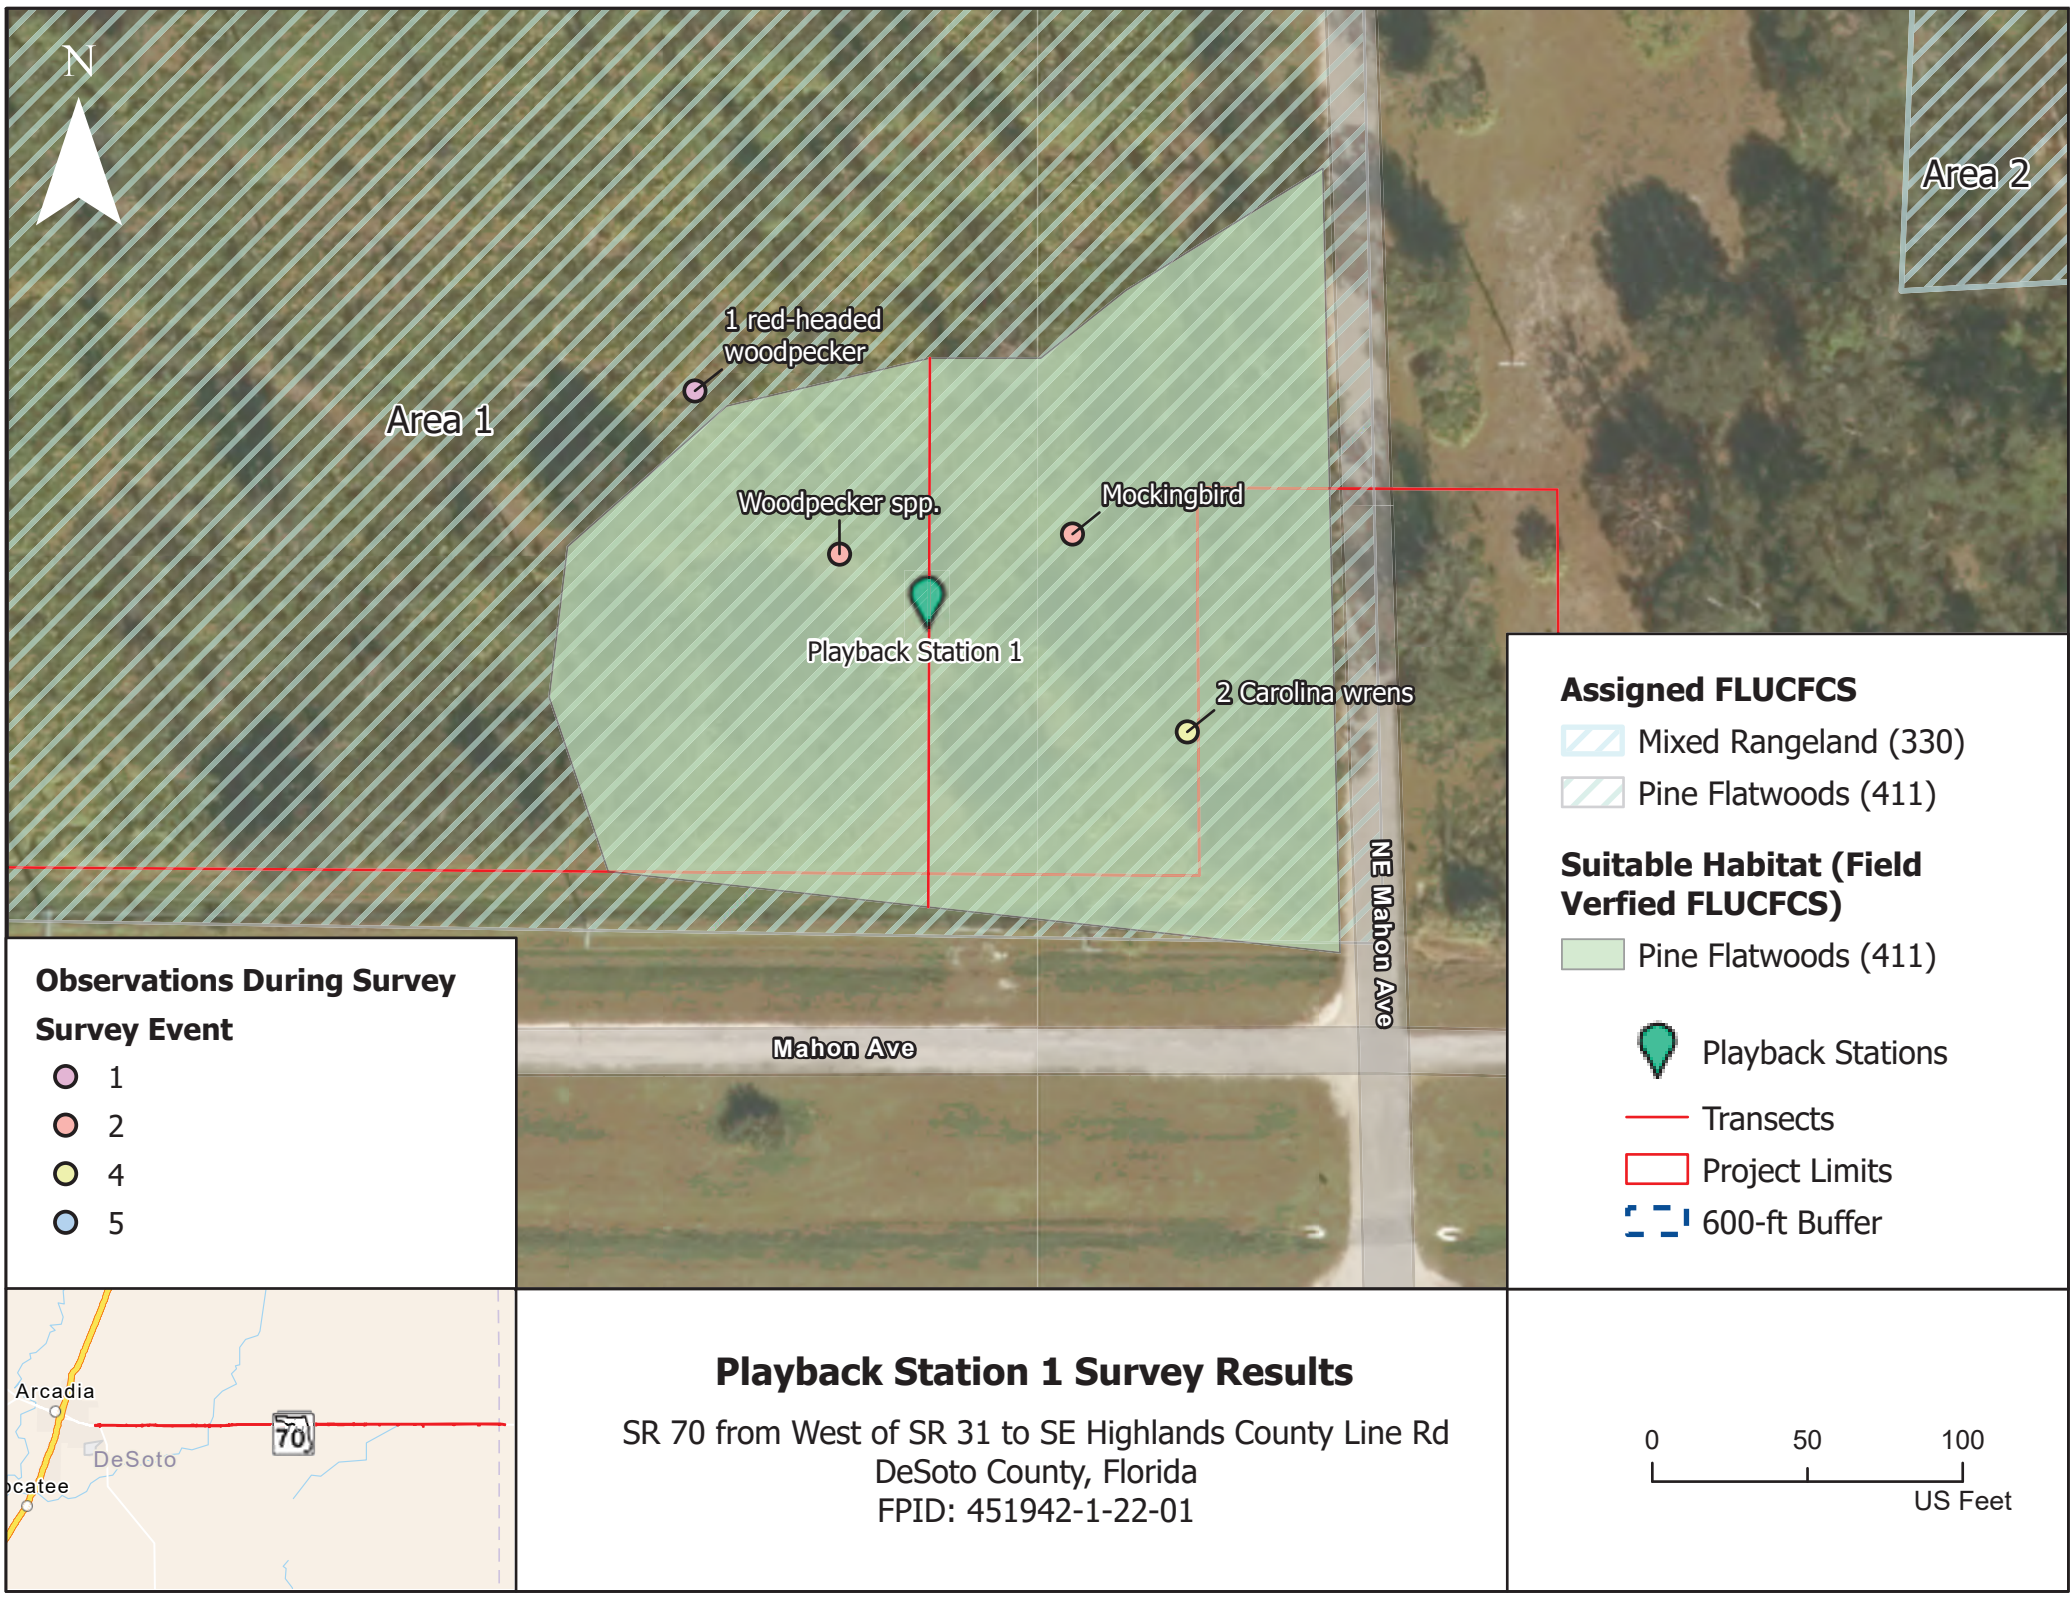 N
Area 2
1 red-headed
woodpecker
Area 1
Woodpecker spp.
Mockingbird
Playback Station 1
2 Carolina wrens
NE Mahon Ave
Mahon Ave
Assigned FLUCFCS
Mixed Rangeland (330)
Pine Flatwoods (411)
Suitable Habitat (Field
Verfied FLUCFCS)
Pine Flatwoods (411)
Playback Stations
Transects
Project Limits
600-ft Buffer
Observations During Survey
Survey Event
1
2
4
5
Arcadia
70
DeSoto
ocatee
Playback Station 1 Survey Results
SR 70 from West of SR 31 to SE Highlands County Line Rd
DeSoto County, Florida
FPID: 451942-1-22-01
0 50 100
US Feet